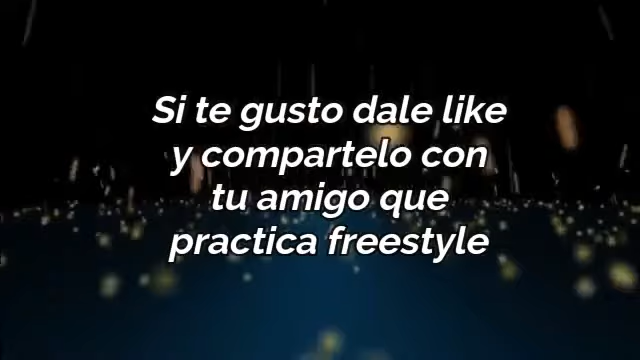 Si te gusto dale like
y compartelo con
tu amigo que
practica freestyle